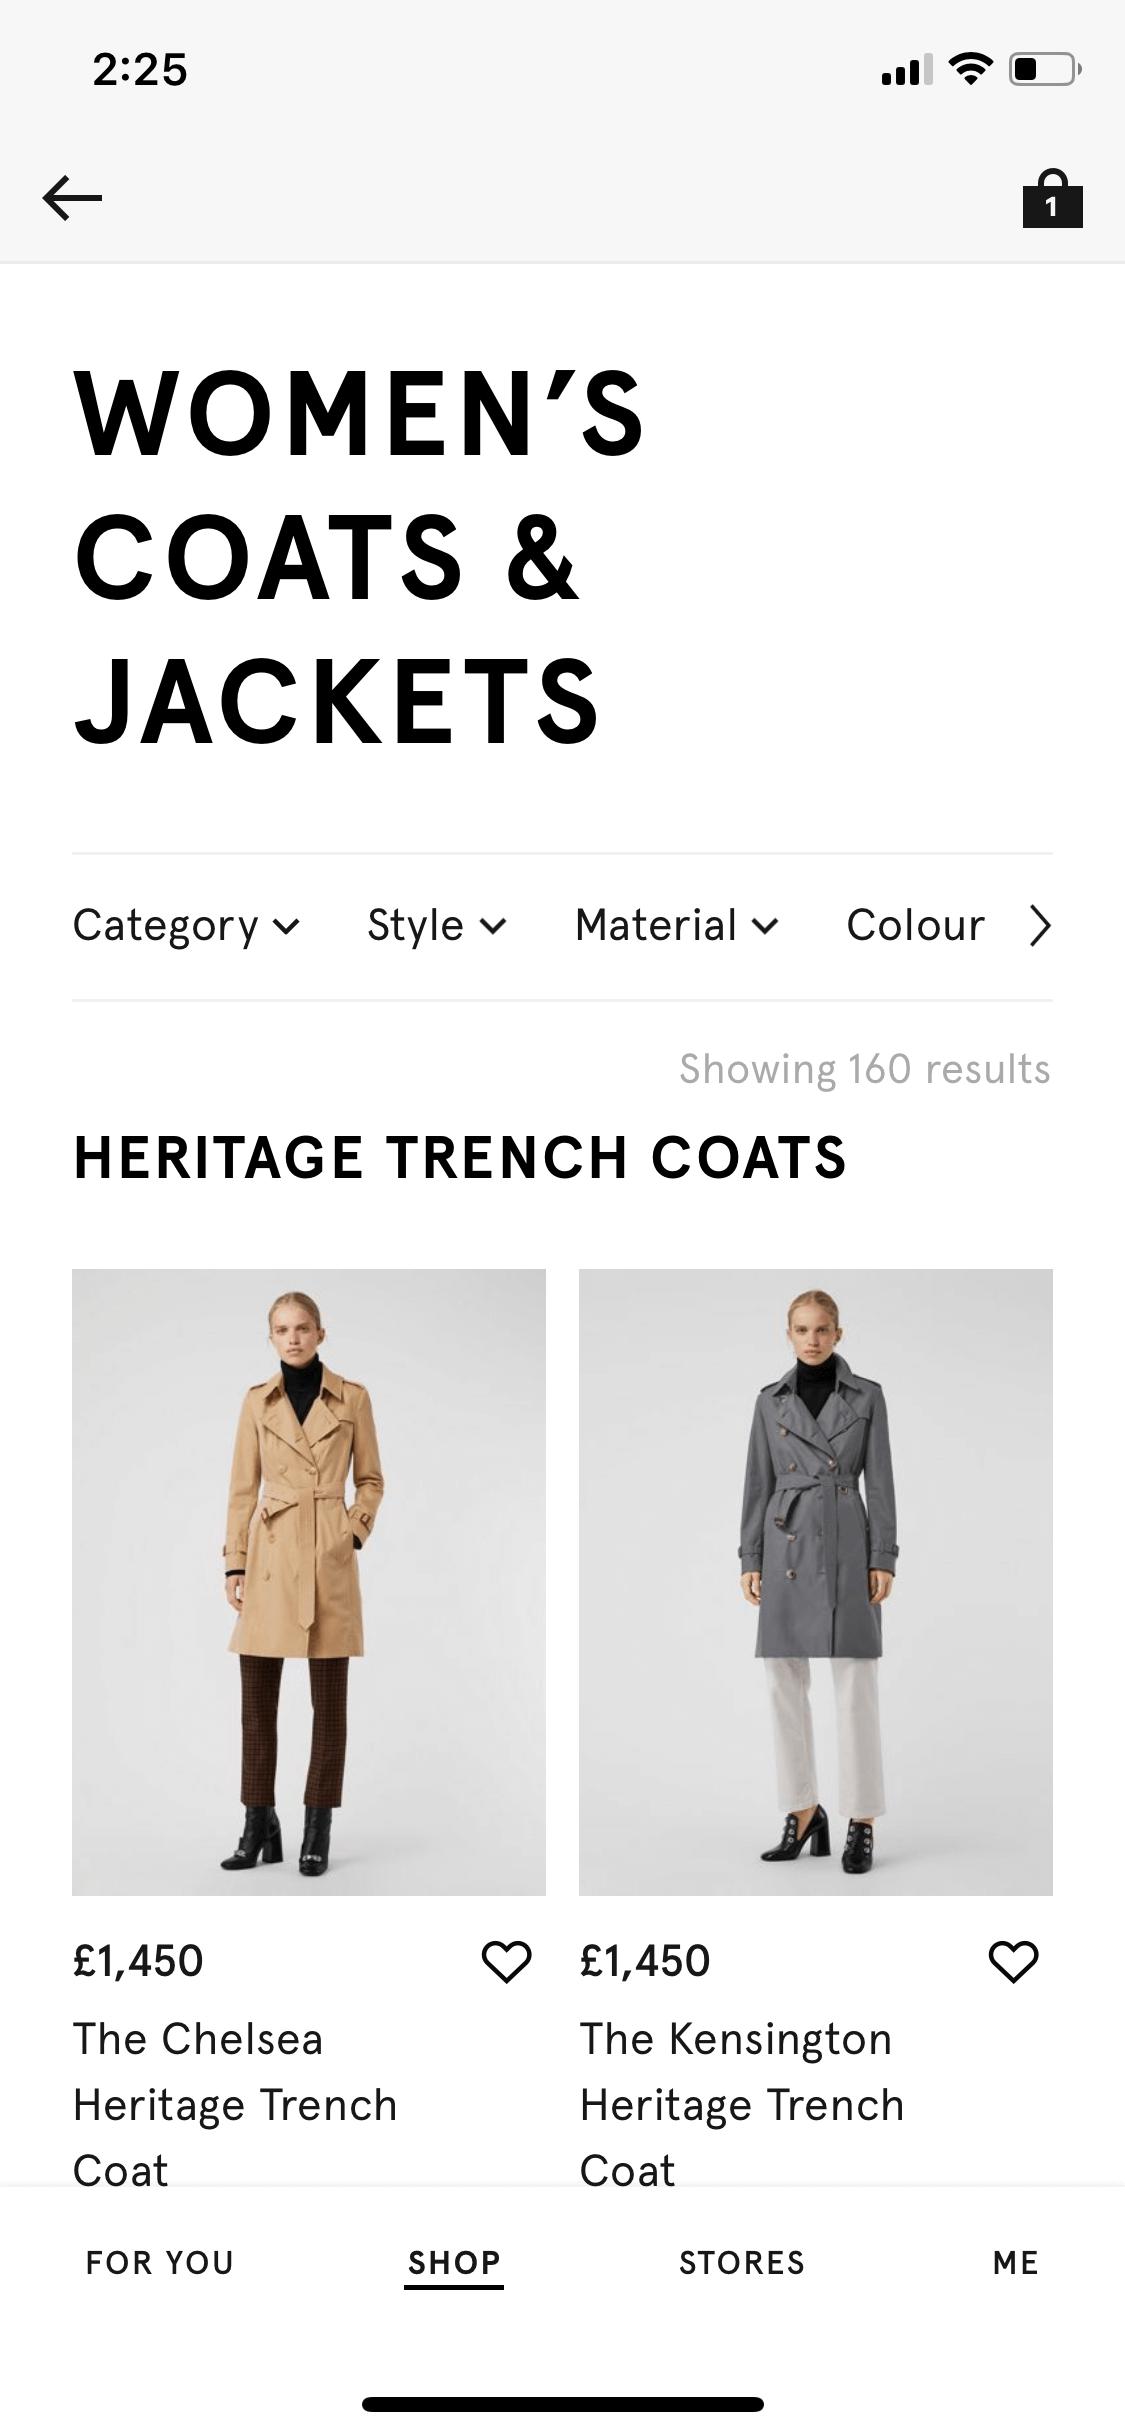 2:25
1
WOMEN’S
COATS &
JACKETS
Category Style Material Colour
Showing 160 results
HERITAGE TRENCH COATS
£1,450 £1,450
The Chelsea The Kensington
Heritage Trench Heritage Trench
Coat Coat
FOR YOU SHOP STORES ME